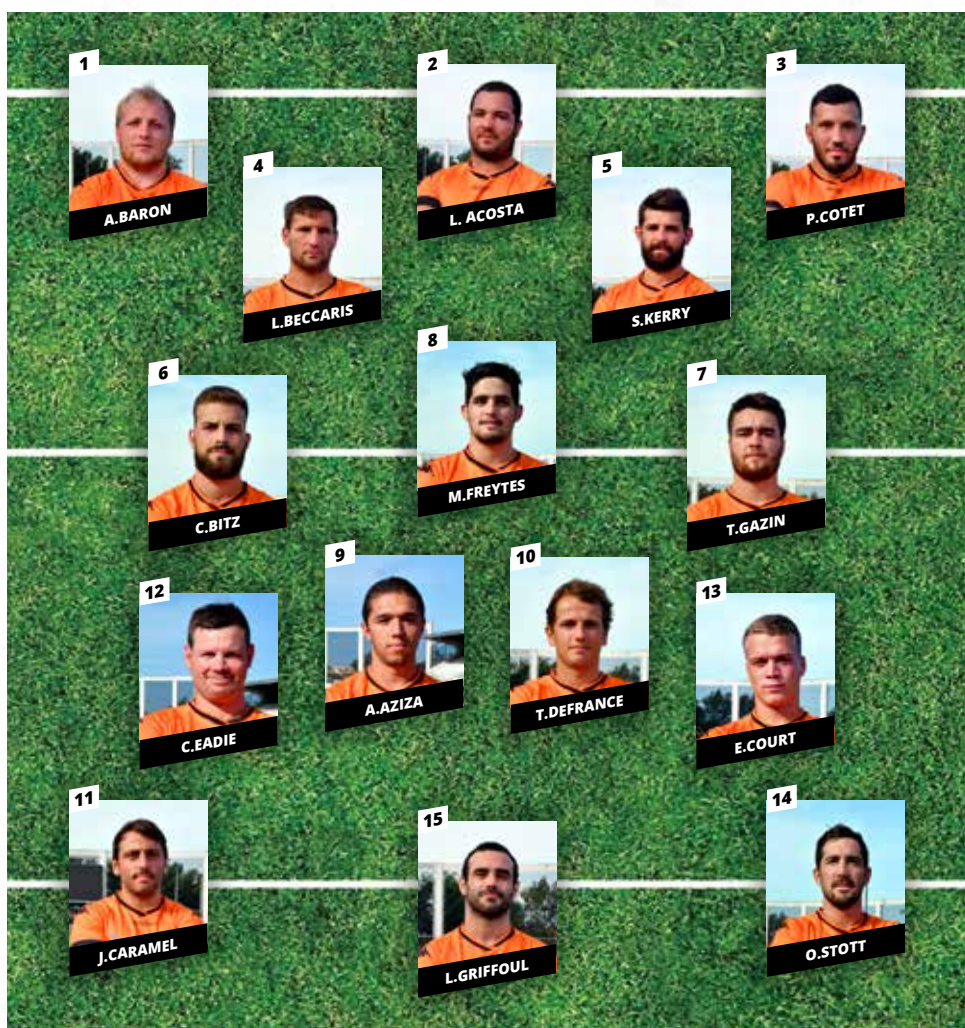 1
A.BARON
2
L. ACOSTA
3
P.COTET
4
L.BECCARIS
5
S.KERRY
6
C.BITZ
8
M.FREYTES
7
T.GAZIN
12
C.EADIE
9
A.AZIZA
10
T.DEFRANCE
13
E.COURT
11
J.CARAMEL
15
L.GRIFFOUL
14
O.STOTT